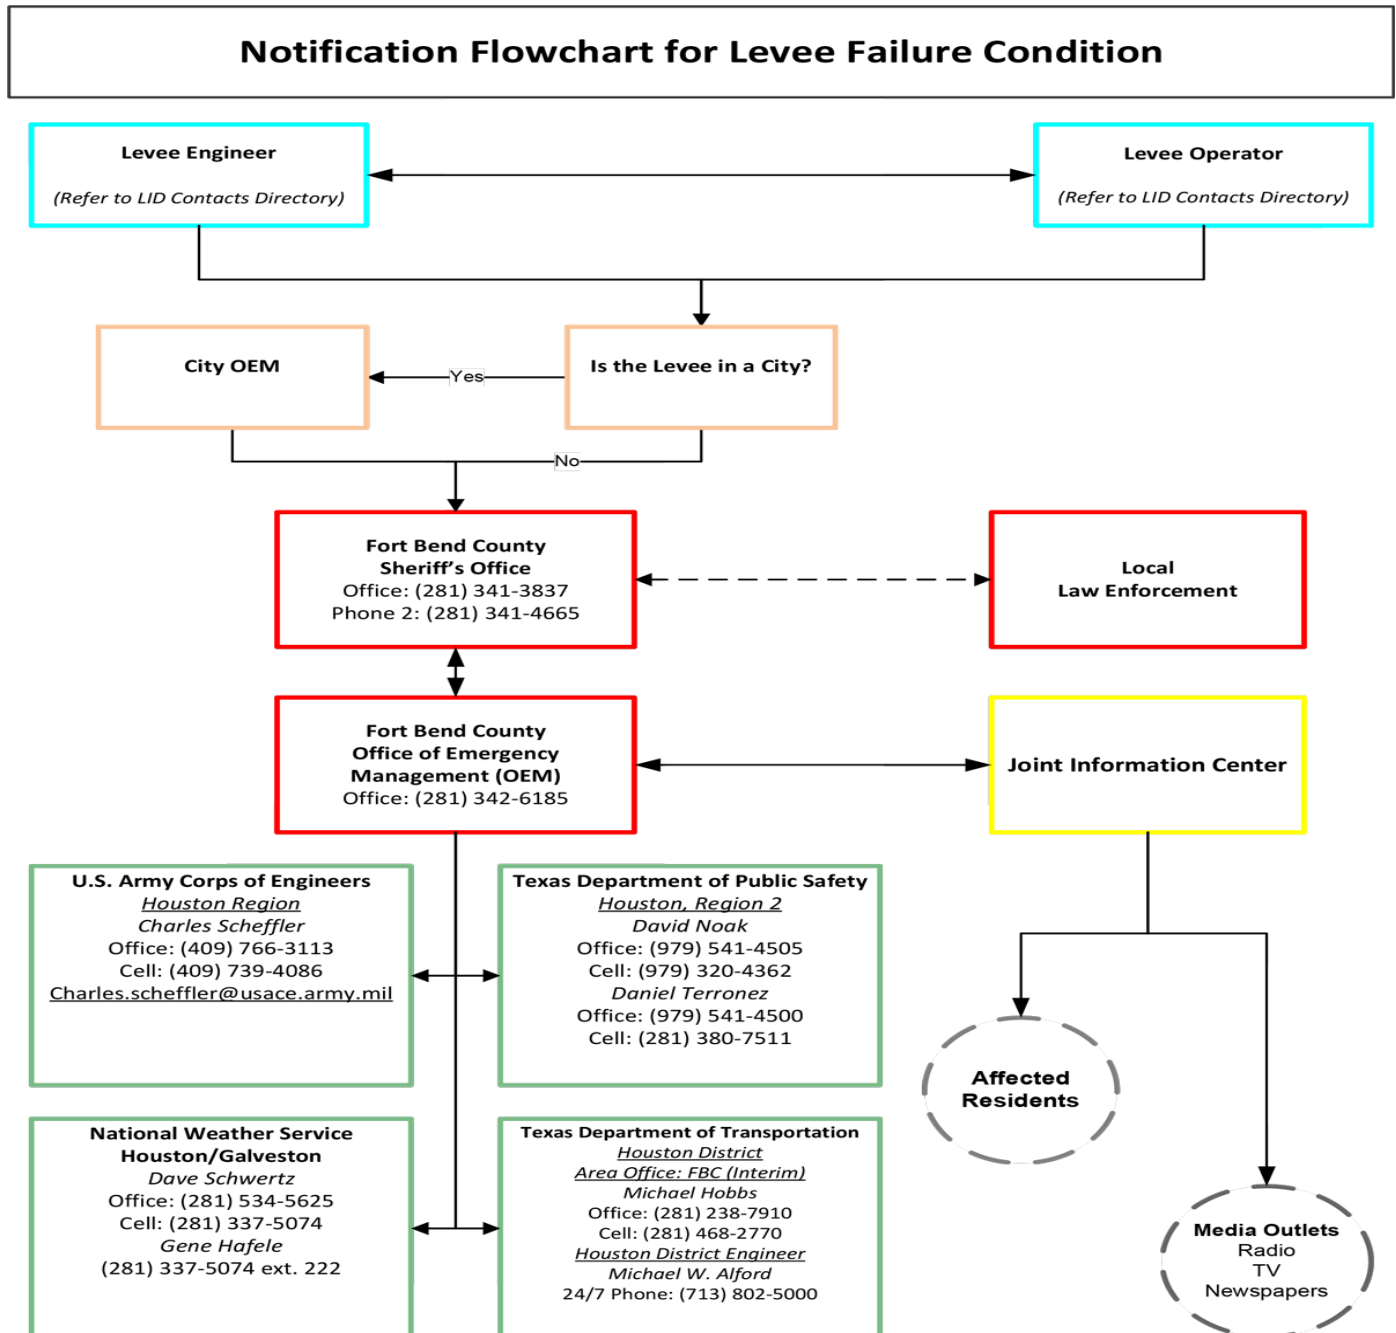 Notification Flowchart for Levee Failure Condition
Levee Engineer
(Refer to LID Contacts Directory)
Levee Operator
(Refer to LID Contacts Directory)
City OEM
Yes
Is the Levee in a City?
No
Fort Bend County
Sheriff's Office
Office: (281) 341-3837
Phone 2: (281) 341-4665
Local
Law Enforcement
Fort Bend County
Office of Emergency
Management (OEM)
Office: (281) 342-6185
Joint Information Center
U.S. Army Corps of Engineers
Houston Region
Charles Scheffler
Office: (409) 766-3113
Cell: (409) 739-4086
Charles.scheffler@usace.army.mil
Texas Department of Public Safety
Houston, Region 2
David Noak
Office: (979) 541-4505
Cell: (979) 320-4362
Daniel Terronez
Office: (979) 541-4500
Cell: (281) 380-7511
Affected
Residents
National Weather Service
Houston/Galveston
Dave Schwertz
Office: (281) 534-5625
Cell: (281) 337-5074
Gene Hafele
(281) 337-5074 ext. 222
Texas Department of Transportation
Houston District
Area Office: FBC (Interim)
Michael Hobbs
Office: (281) 238-7910
Cell: (281) 468-2770
Houston District Engineer
Michael W. Alford
24/7 Phone: (713) 802-5000
Media Outlets
Radio
TV
Newspapers